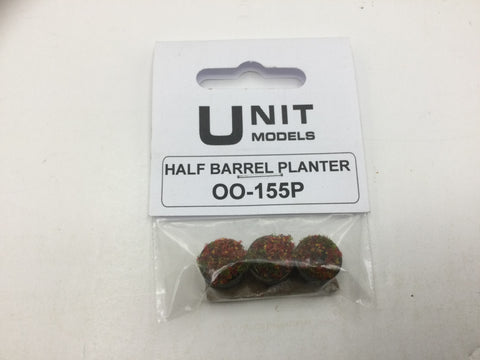 UNIT
MODELS
HALF BARREL PLANTER
OO-155P